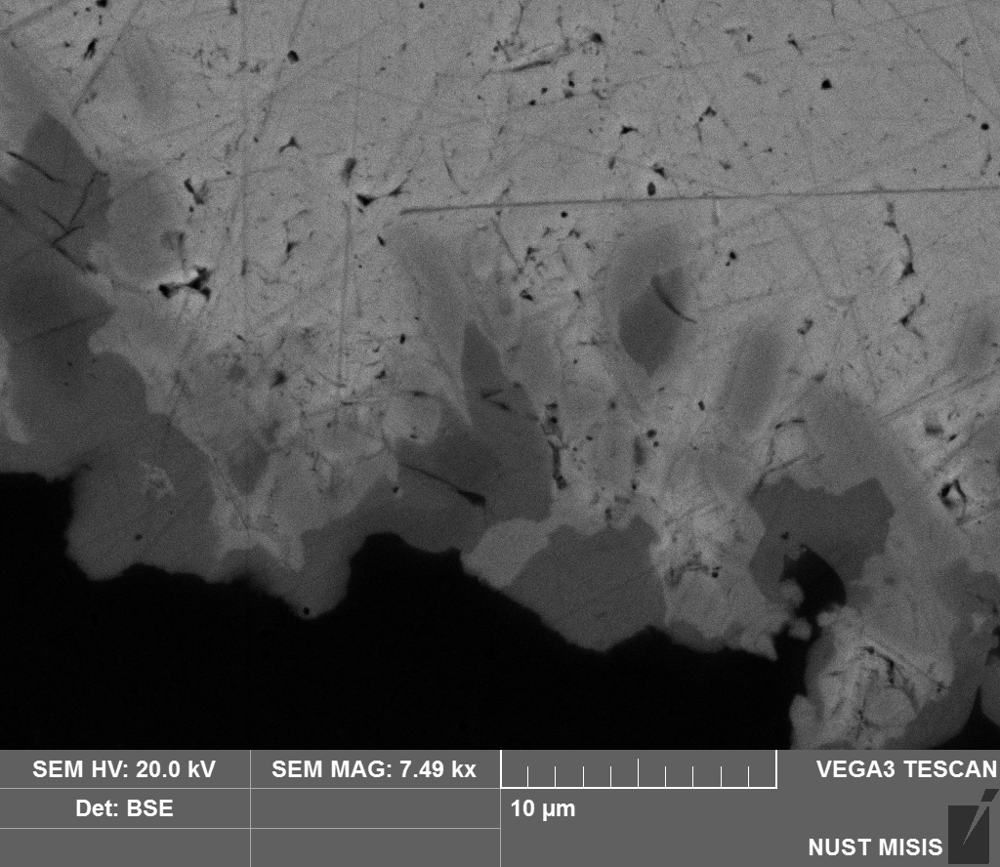 SEM HV: 20.0 kV SEM MAG: 7.49 kx VEGA3 TESCAN
Det: BSE 10 µm
NUST MISIS